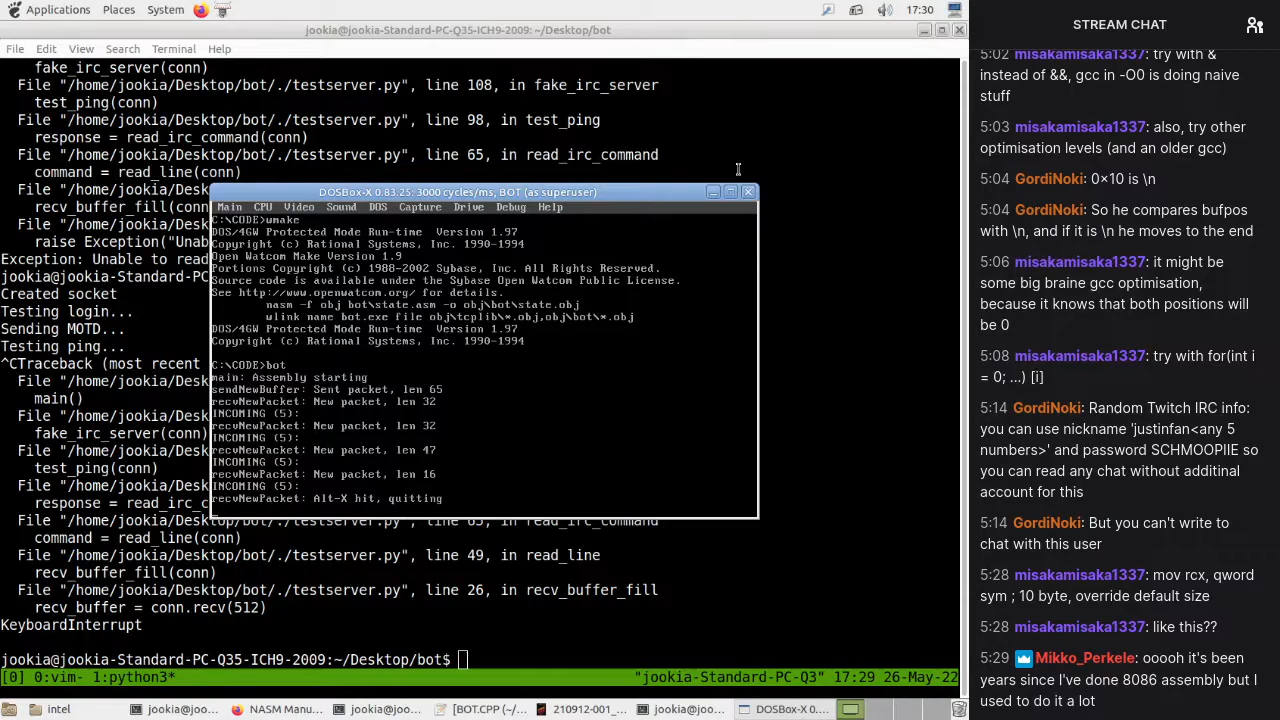 Applications Places System 17:30
jookia@jookia-Standard-PC-Q35-ICH9-2009: ~/Desktop/bot
File Edit View Search Terminal Help
fake_irc_server(conn)
File "/home/jookia/Desktop/bot/./testserver.py", line 108, in fake_irc_server
test_ping(conn)
File "/home/jookia/Desktop/bot/./testserver.py", line 98, in test_ping
response = read_irc_command(conn)
File "/home/jookia/Desktop/bot/./testserver.py", line 65, in read_irc_command
command = read_line(conn)
File "/home/jookia/Des
recv_buffer_fill(conn
File "/home/jookia/Des
raise Exception("Unab
Exception: Unable to read
jookia@jookia-Standard-PC
Created socket
Testing login...
Sending MOTD...
Testing ping...
^CTraceback (most recent
File "/home/jookia/Des
main()
File "/home/jookia/Des
fake_irc_server(conn)
File "/home/jookia/Des
test_ping(conn)
File "/home/jookia/Des
response = read_irc_c
File "/home/jookia/Desktop/bot/./testserver.py", line 65, in read_irc_command
command = read_line(conn)
File "/home/jookia/Desktop/bot/./testserver.py", line 49, in read_line
recv_buffer_fill(conn)
File "/home/jookia/Desktop/bot/./testserver.py", line 26, in recv_buffer_fill
recv_buffer = conn.recv(512)
KeyboardInterrupt
jookia@jookia-Standard-PC-Q35-ICH9-2009:~/Desktop/bot$
[0] 0:vim- 1:python3* "jookia-Standard-PC-Q3" 17:29 26-May-22
intel jookia@joo... NASM Manu... jookia@joo... [BOT.CPP (~/... 210912-001_... jookia@joo... DOSBox-X 0....
DOSBox-X 0.83.25: 3000 cycles/ms, BOT (as superuser)
Main CPU Video Sound DOS Capture Drive Debug Help
C:\CODE>wmake
DOS/4GW Protected Mode Run-time Version 1.97
Copyright (c) Rational Systems, Inc. 1990-1994
Open Watcom Make Version 1.9
Portions Copyright (c) 1988-2002 Sybase, Inc. All Rights Reserved.
Source code is available under the Sybase Open Watcom Public License.
See http://www.openwatcom.org/ for details.
nasm -f obj bot\state.asm -o obj\bot\state.obj
wlink name bot.exe file obj\tcplib\*.obj,obj\bot\*.obj
DOS/4GW Protected Mode Run-time Version 1.97
Copyright (c) Rational Systems, Inc. 1990-1994
C:\CODE>bot
main: Assembly starting
sendNewBuffer: Sent packet, len 65
recvNewPacket: New packet, len 32
INCOMING (5):
recvNewPacket: New packet, len 32
INCOMING (5):
recvNewPacket: New packet, len 47
INCOMING (5):
recvNewPacket: New packet, len 16
INCOMING (5):
recvNewPacket: Alt-X hit, quitting
STREAM CHAT
5:02 misakamisaka1337: try with &
instead of &&, gcc in -O0 is doing naive
stuff
5:03 misakamisaka1337: also, try other
optimisation levels (and an older gcc)
5:04 GordiNoki: 0×10 is \n
5:04 GordiNoki: So he compares bufpos
with \n, and if it is \n he moves to the end
5:06 misakamisaka1337: it might be
some big braine gcc optimisation,
because it knows that both positions will
be 0
5:08 misakamisaka1337: try with for(int i
= 0; ...) [i]
5:14 GordiNoki: Random Twitch IRC info:
you can use nickname 'justinfan<any 5
numbers>' and password SCHMOOPIIE so
you can read any chat without additinal
account for this
5:14 GordiNoki: But you can't write to
chat with this user
5:28 misakamisaka1337: mov rcx, qword
sym ; 10 byte, override default size
5:28 misakamisaka1337: like this??
5:29 Mikko_Perkele: ooooh it's been
years since I've done 8086 assembly but I
used to do it a lot